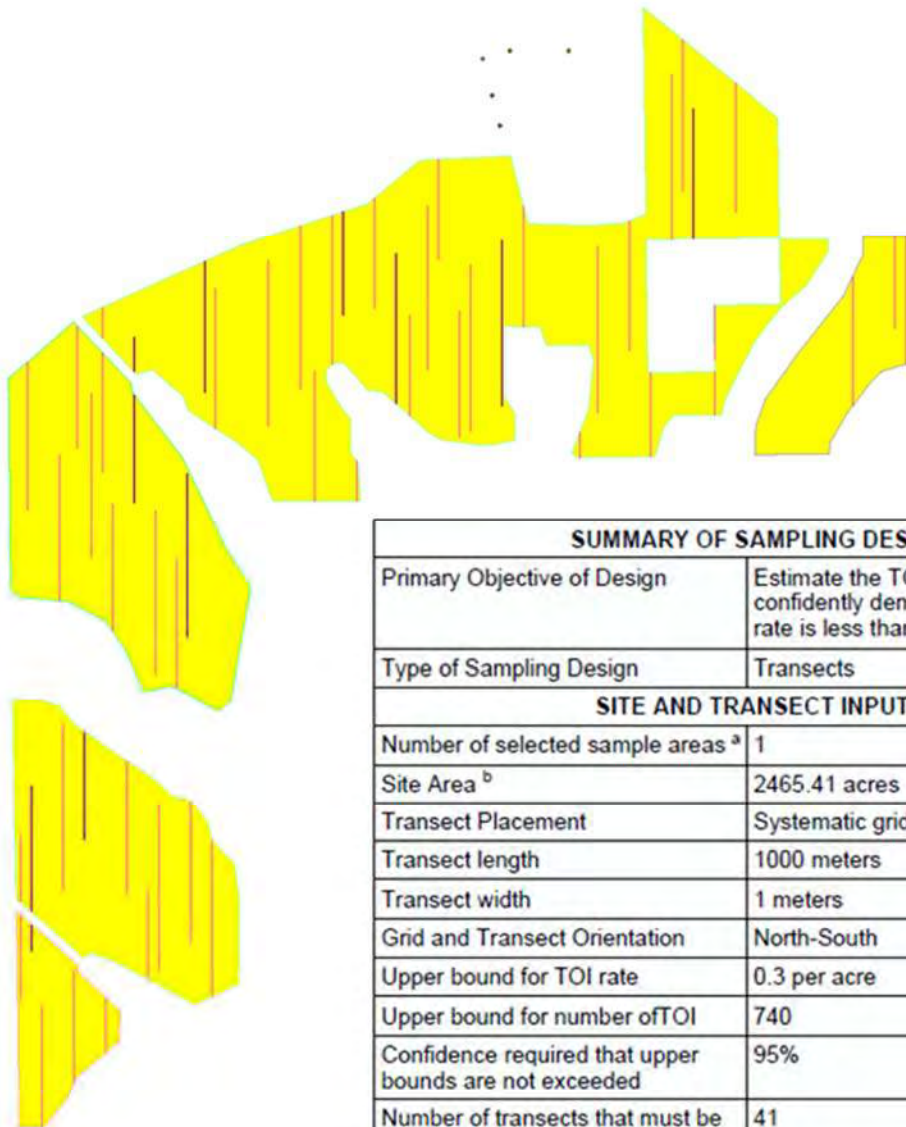 SUMMARY OF SAMPLING DES
Primary Objective of Design
Estimate the T
confidently den
rate is less than
Type of Sampling Design
Transects
SITE AND TRANSECT INPUT
Number of selected sample areas a
1
Site Area b
2465.41 acres
Transect Placement
Systematic grid
Transect length
1000 meters
Transect width
1 meters
Grid and Transect Orientation
North-South
Upper bound for TOI rate
0.3 per acre
Upper bound for number ofTOI
740
Confidence required that upper
bounds are not exceeded
95%
Number of transects that must be
41